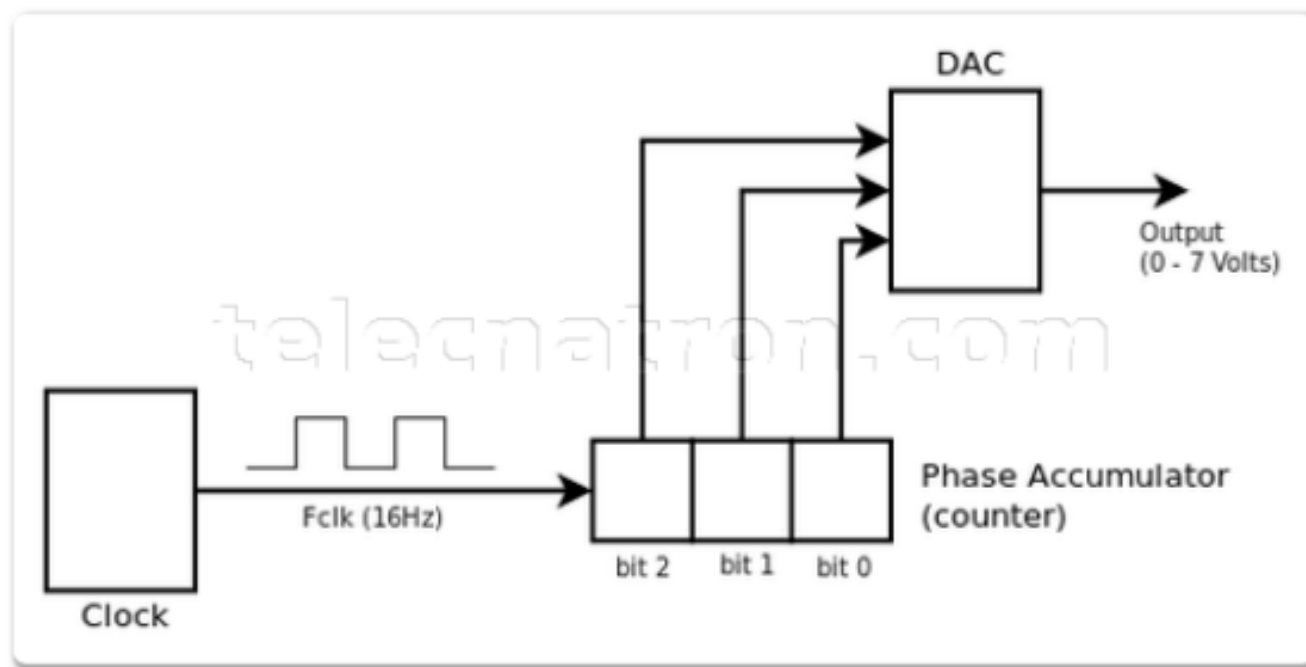 DAC
Output
(0 - 7 Volts)
telecnatron.com
Fclk (16Hz)
Phase Accumulator
(counter)
bit 2 bit 1 bit 0
Clock